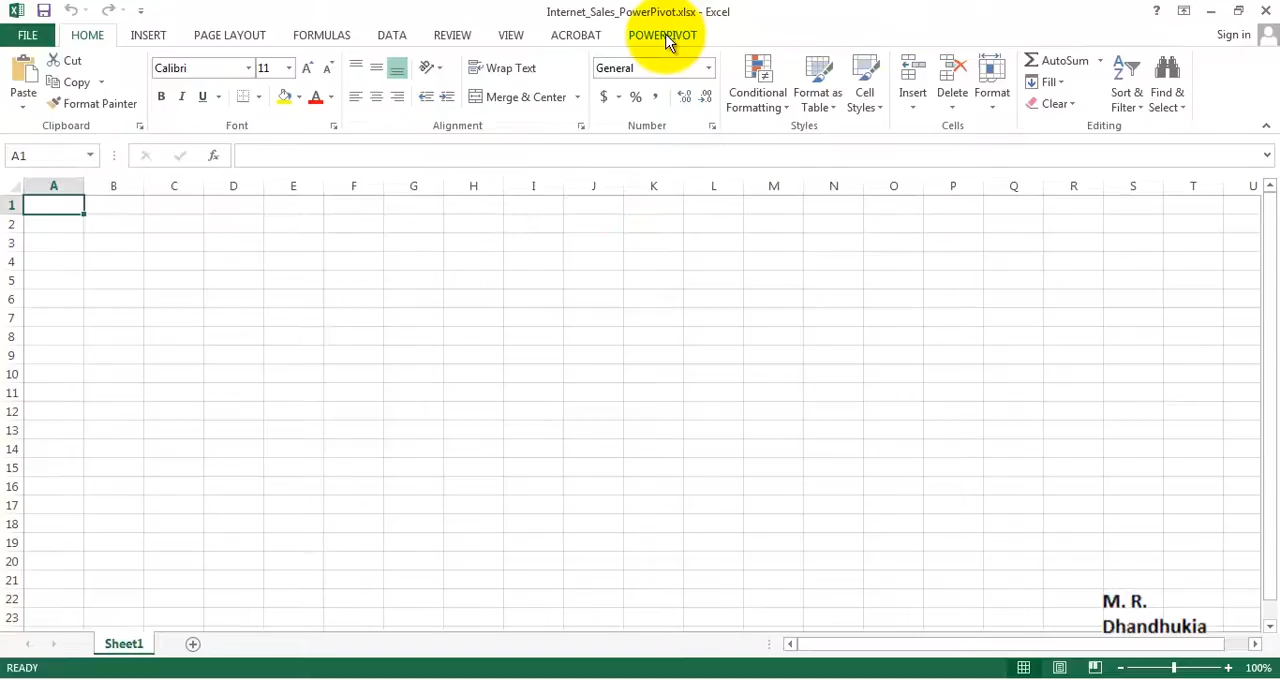 Internet_Sales_PowerPivot.xlsx - Excel
?
FILE HOME INSERT PAGE LAYOUT FORMULAS DATA REVIEW VIEW ACROBAT POWERPIVOT Sign in
Paste
Cut
Copy
Format Painter
Clipboard
Calibri 11
B I U A
Font
Wrap Text
Merge & Center
Alignment
General
$ % ,
Number
Conditional Formatting
Format as Table
Cell Styles
Styles
Insert Delete Format
Cells
AutoSum
Fill
Clear
Sort & Filter
Find & Select
Editing
A1 fx
A B C D E F G H I J K L M N O P Q R S T U
1
2
3
4
5
6
7
8
9
10
11
12
13
14
15
16
17
18
19
20
21
22
23
M. R.
Dhandhukia
Sheet1
READY 100%